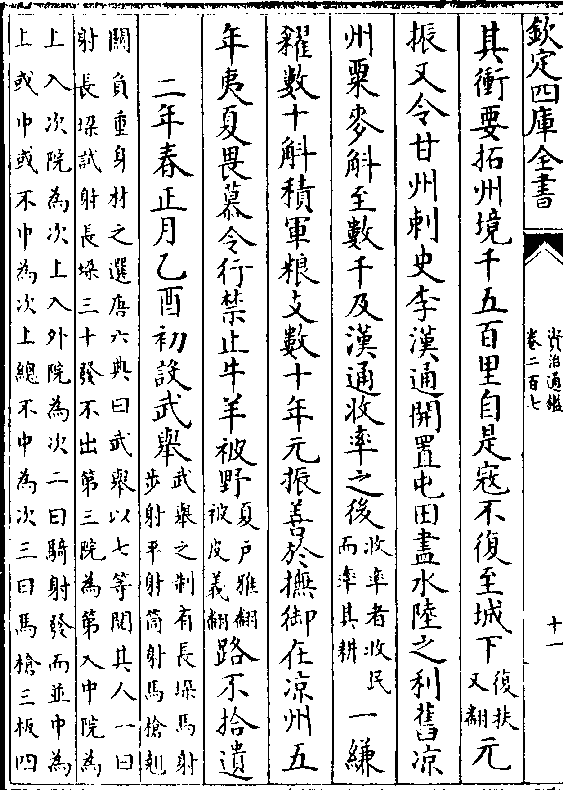 欽定四庫全書
資治通鑑
卷二百七
十一
其衝要拓州境千五百里自是寇不復至城下復扶又翻元
振又令甘州刺史李漢通開置屯田盡水陸之利舊涼
州粟麥斛至數千及漢通收率之後收率者收民而率其耕一縑
糴數十斛積軍粮支數十年元振善於撫御在涼州五
年夷夏畏慕令行禁止牛羊被野夏戶雅翻被皮義翻路不拾遺
二年春正月乙酉初設武舉武舉之制有長垜馬射步射平射筒射馬槍翹
關負重身材之選唐六典曰武舉以七等閱其人一曰
射長垜試射長垜三十發不出第三院為第入中院為
上入次院為次上入外院為次二曰騎射發而並中為
上或中或不中為次上總不中為次三曰馬槍三板四